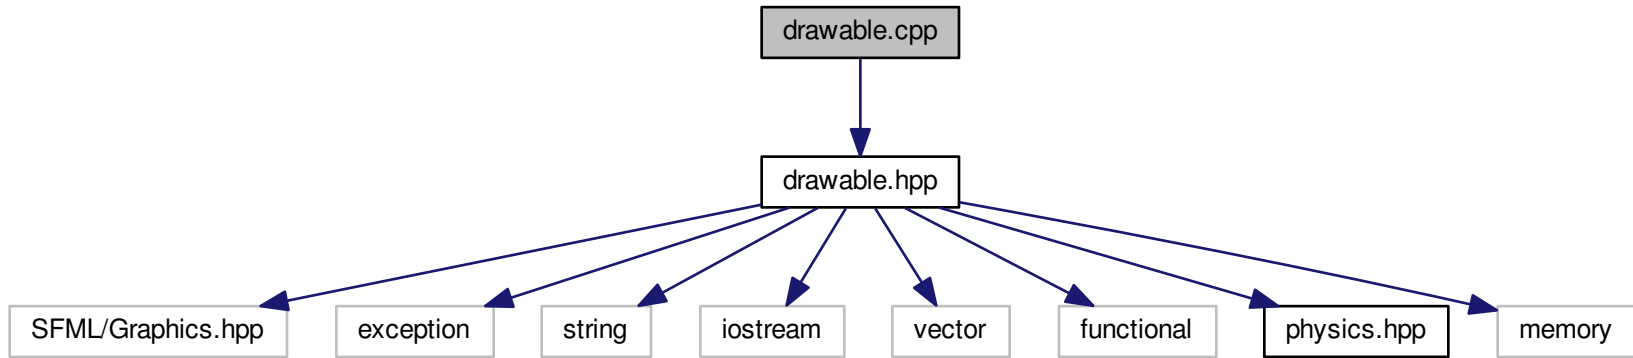 drawable.cpp
drawable.hpp
SFML/Graphics.hpp
exception
string
iostream
vector
functional
physics.hpp
memory